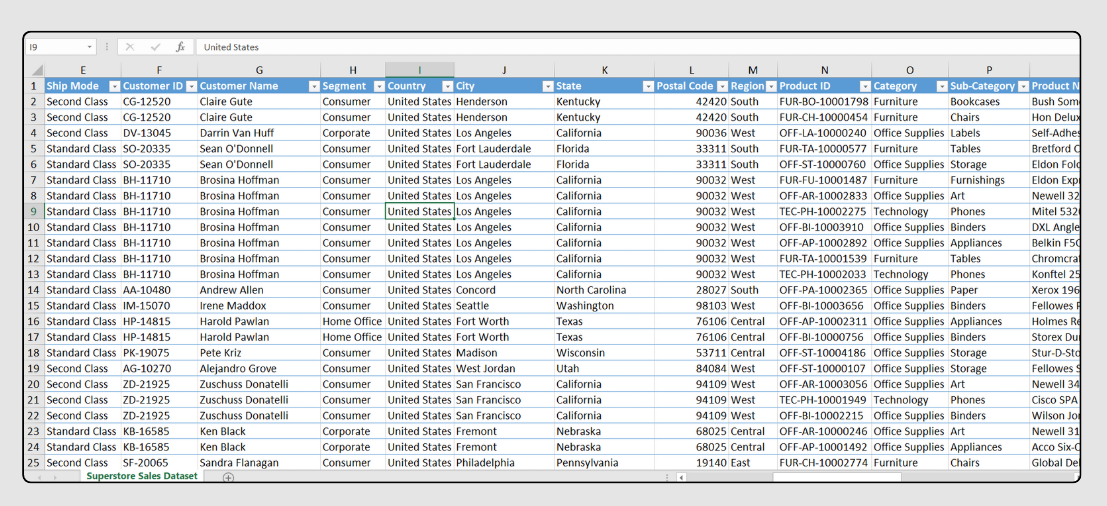 I9 fx United States
E F G H I J K L M N O P
1 Ship Mode Customer ID Customer Name Segment Country City State Postal Code Region Product ID Category Sub-Category Product N
2 Second Class CG-12520 Claire Gute Consumer United States Henderson Kentucky 42420 South FUR-BO-10001798 Furniture Bookcases Bush Som
3 Second Class CG-12520 Claire Gute Consumer United States Henderson Kentucky 42420 South FUR-CH-10000454 Furniture Chairs Hon Delux
4 Second Class DV-13045 Darrin Van Huff Corporate United States Los Angeles California 90036 West OFF-LA-10000240 Office Supplies Labels Self-Adhes
5 Standard Class SO-20335 Sean O'Donnell Consumer United States Fort Lauderdale Florida 33311 South FUR-TA-10000577 Furniture Tables Bretford C
6 Standard Class SO-20335 Sean O'Donnell Consumer United States Fort Lauderdale Florida 33311 South OFF-ST-10000760 Office Supplies Storage Eldon Fold
7 Standard Class BH-11710 Brosina Hoffman Consumer United States Los Angeles California 90032 West FUR-FU-10001487 Furniture Furnishings Eldon Expr
8 Standard Class BH-11710 Brosina Hoffman Consumer United States Los Angeles California 90032 West OFF-AR-10002833 Office Supplies Art Newell 32
9 Standard Class BH-11710 Brosina Hoffman Consumer United States Los Angeles California 90032 West TEC-PH-10002275 Technology Phones Mitel 532
10 Standard Class BH-11710 Brosina Hoffman Consumer United States Los Angeles California 90032 West OFF-BI-10003910 Office Supplies Binders DXL Angle
11 Standard Class BH-11710 Brosina Hoffman Consumer United States Los Angeles California 90032 West OFF-AP-10002892 Office Supplies Appliances Belkin F5C
12 Standard Class BH-11710 Brosina Hoffman Consumer United States Los Angeles California 90032 West FUR-TA-10001539 Furniture Tables Chromcra
13 Standard Class BH-11710 Brosina Hoffman Consumer United States Los Angeles California 90032 West TEC-PH-10002033 Technology Phones Konftel 25
14 Standard Class AA-10480 Andrew Allen Consumer United States Concord North Carolina 28027 South OFF-PA-10002365 Office Supplies Paper Xerox 196
15 Standard Class IM-15070 Irene Maddox Consumer United States Seattle Washington 98103 West OFF-BI-10003656 Office Supplies Binders Fellowes
16 Standard Class HP-14815 Harold Pawlan Home Office United States Fort Worth Texas 76106 Central OFF-AP-10002311 Office Supplies Appliances Holmes Re
17 Standard Class HP-14815 Harold Pawlan Home Office United States Fort Worth Texas 76106 Central OFF-BI-10000756 Office Supplies Binders Storex Du
18 Standard Class PK-19075 Pete Kriz Consumer United States Madison Wisconsin 53711 Central OFF-ST-10004186 Office Supplies Storage Stur-D-Sto
19 Second Class AG-10270 Alejandro Grove Consumer United States West Jordan Utah 84084 West OFF-ST-10000107 Office Supplies Storage Fellowes
20 Second Class ZD-21925 Zuschuss Donatelli Consumer United States San Francisco California 94109 West OFF-AR-10003056 Office Supplies Art Newell 34
21 Second Class ZD-21925 Zuschuss Donatelli Consumer United States San Francisco California 94109 West TEC-PH-10001949 Technology Phones Cisco SPA
22 Second Class ZD-21925 Zuschuss Donatelli Consumer United States San Francisco California 94109 West OFF-BI-10002215 Office Supplies Binders Wilson Jo
23 Standard Class KB-16585 Ken Black Corporate United States Fremont Nebraska 68025 Central OFF-AR-10000246 Office Supplies Art Newell 31
24 Standard Class KB-16585 Ken Black Corporate United States Fremont Nebraska 68025 Central OFF-AP-10001492 Office Supplies Appliances Acco Six-
25 Second Class SF-20065 Sandra Flanagan Consumer United States Philadelphia Pennsylvania 19140 East FUR-CH-10002774 Furniture Chairs Global De
Superstore Sales Dataset